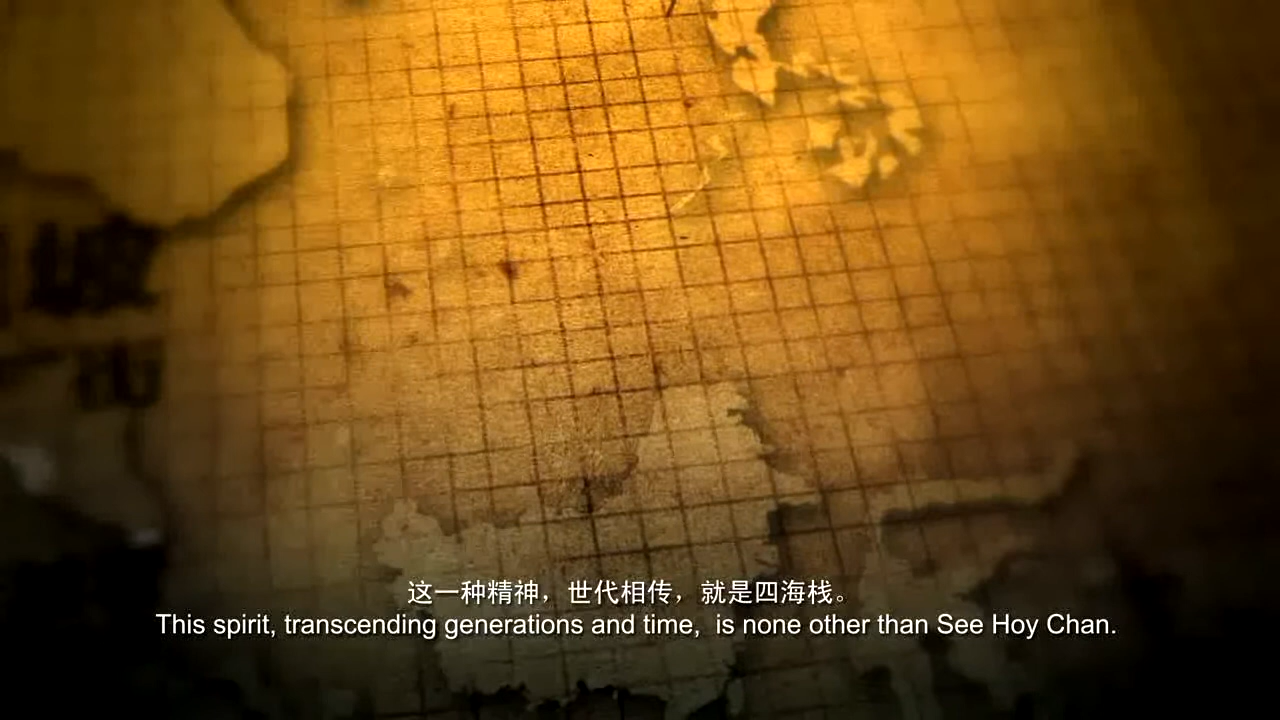 这一种精神，世代相传，就是四海栈。
This spirit, transcending generations and time,  is none other than See Hoy Chan.